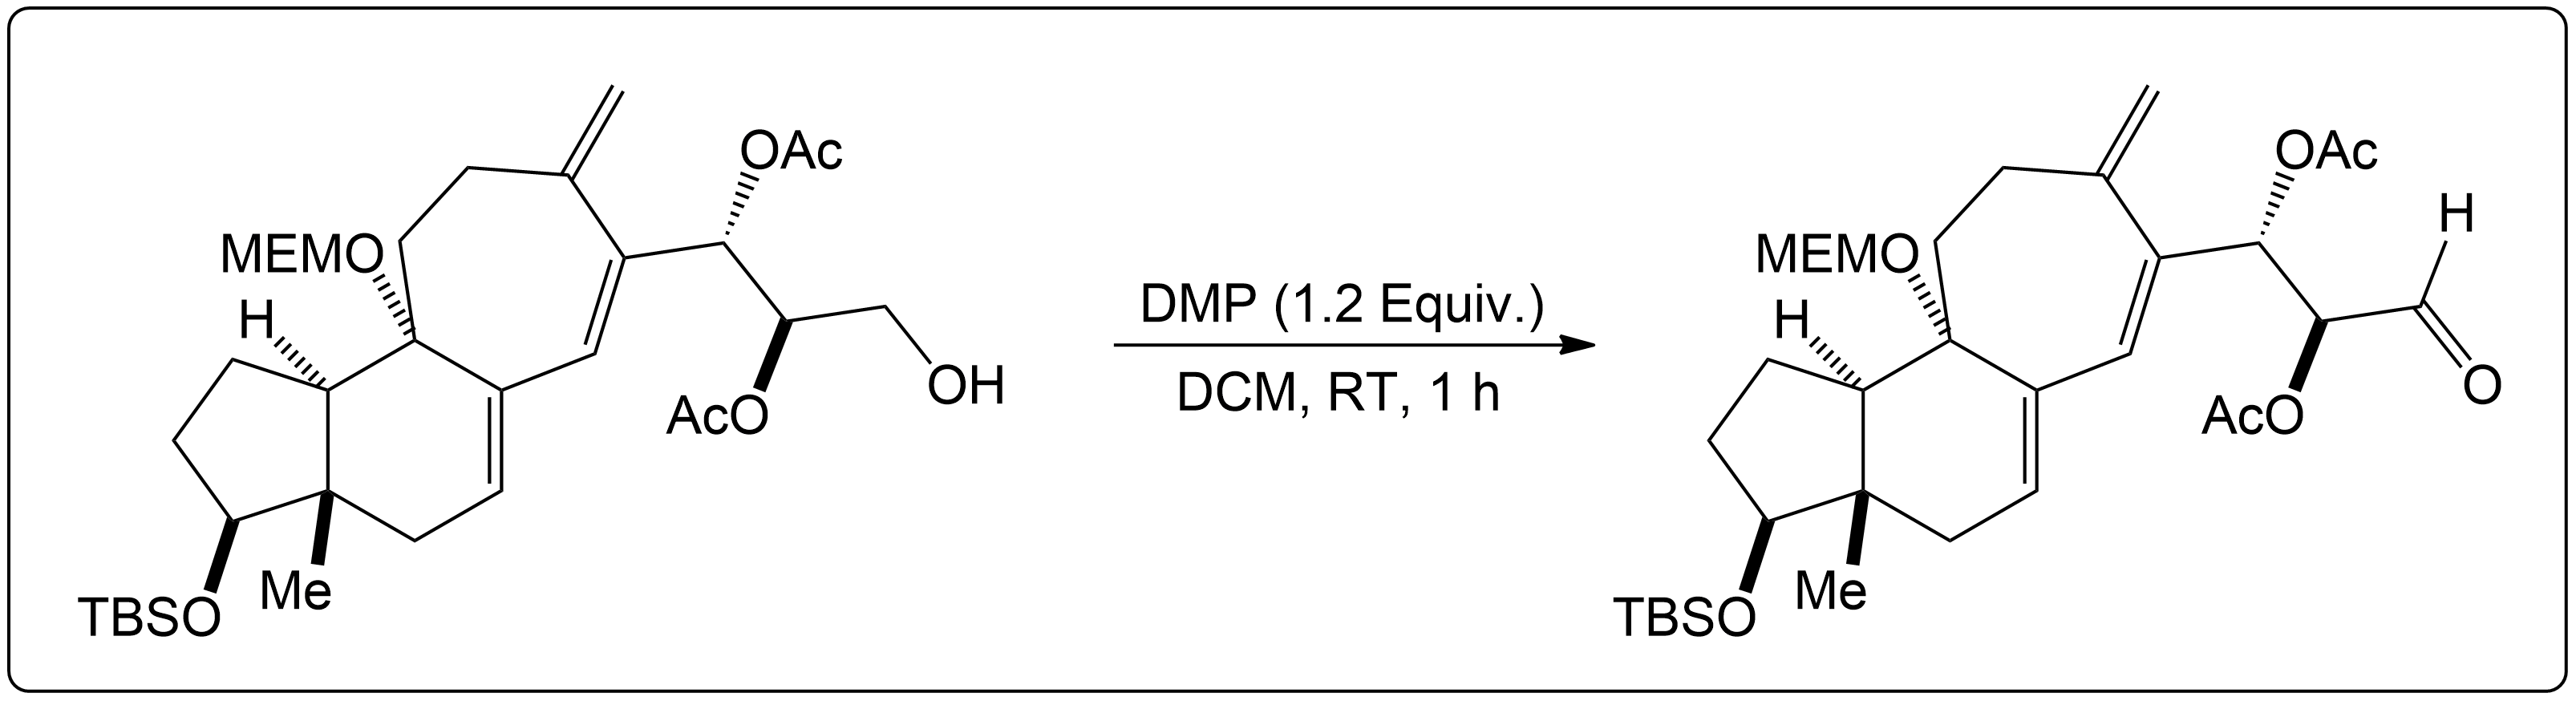 OAc
MEMO
H
AcO
OH
Me
TBSO
DMP (1.2 Equiv.)
DCM, RT, 1 h
OAc
H
MEMO
H
O
AcO
Me
TBSO